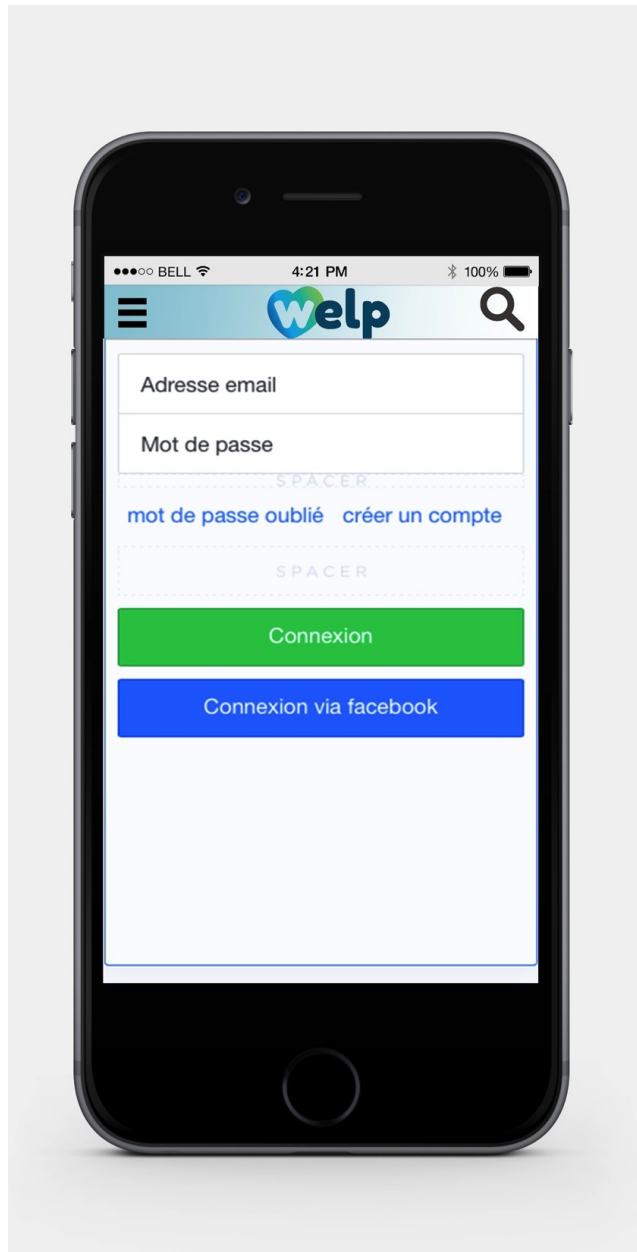 BELL 4:21 PM 100%
welp
Adresse email
Mot de passe
SPACER
mot de passe oublié créer un compte
SPACER
Connexion
Connexion via facebook